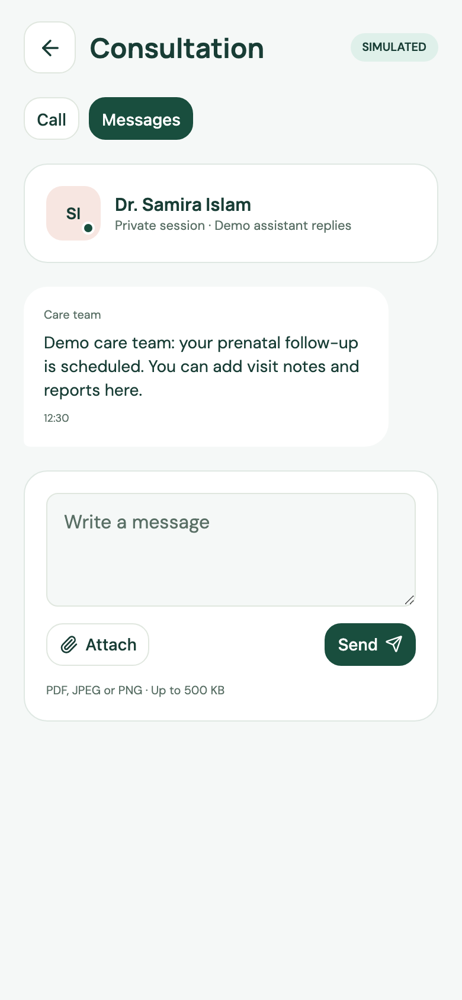 Consultation
SIMULATED
Call
Messages
SI
Dr. Samira Islam
Private session · Demo assistant replies
Care team
Demo care team: your prenatal follow-up
is scheduled. You can add visit notes and
reports here.
12:30
Write a message
Attach
Send
PDF, JPEG or PNG · Up to 500 KB